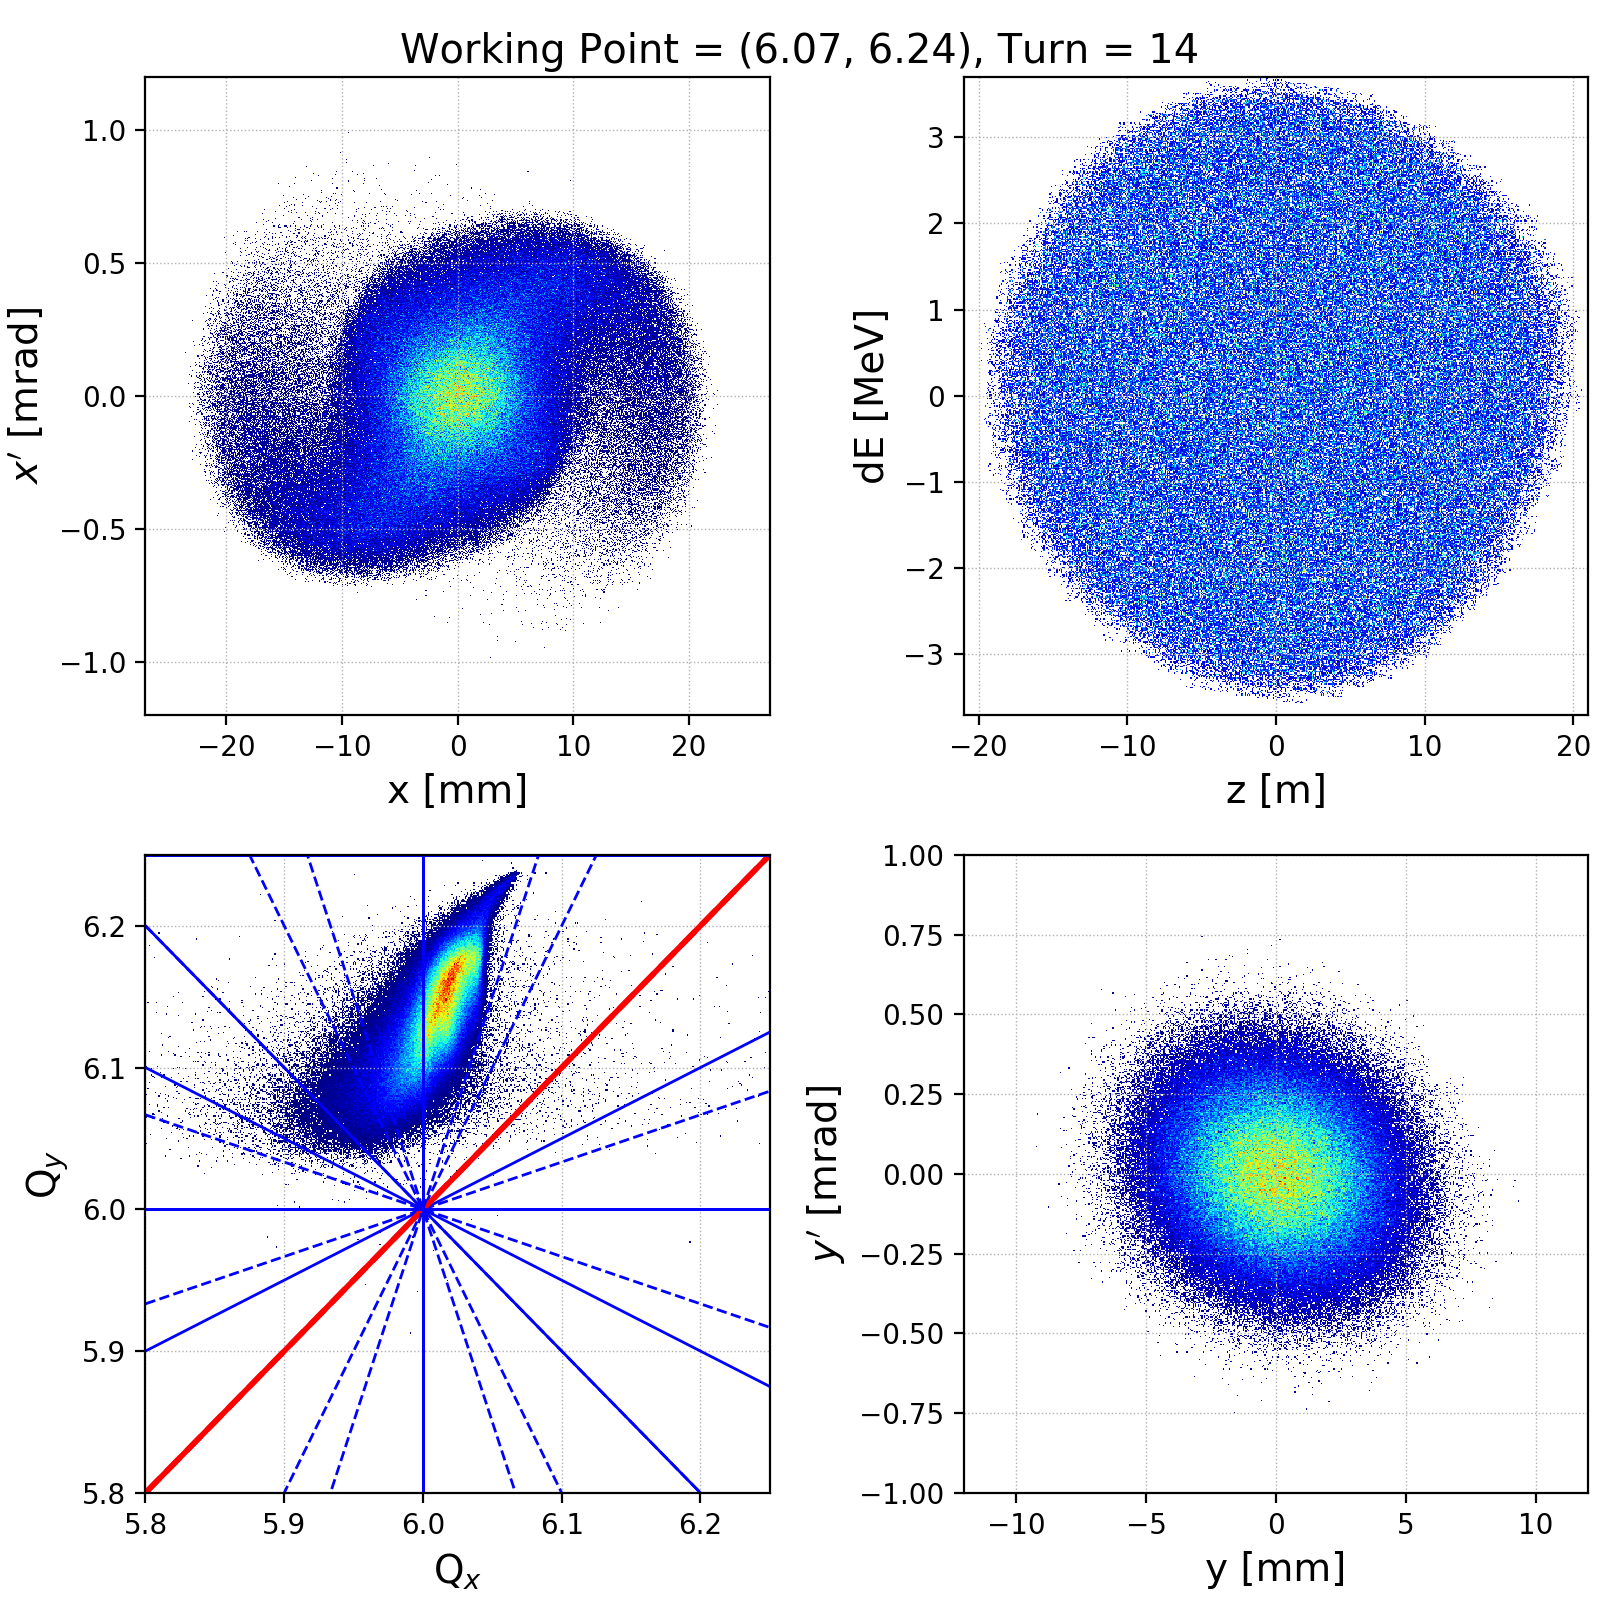 Working Point = (6.07, 6.24), Turn = 14
1.0
0.5
0.0
−0.5
−1.0
x′ [mrad]
−20 −10 0 10 20
x [mm]
3
2
1
0
−1
−2
−3
dE [MeV]
−20 −10 0 10 20
z [m]
6.2
6.1
6.0
5.9
5.8
Qy
5.8 5.9 6.0 6.1 6.2
Qx
1.00
0.75
0.50
0.25
0.00
−0.25
−0.50
−0.75
−1.00
y′ [mrad]
−10 −5 0 5 10
y [mm]